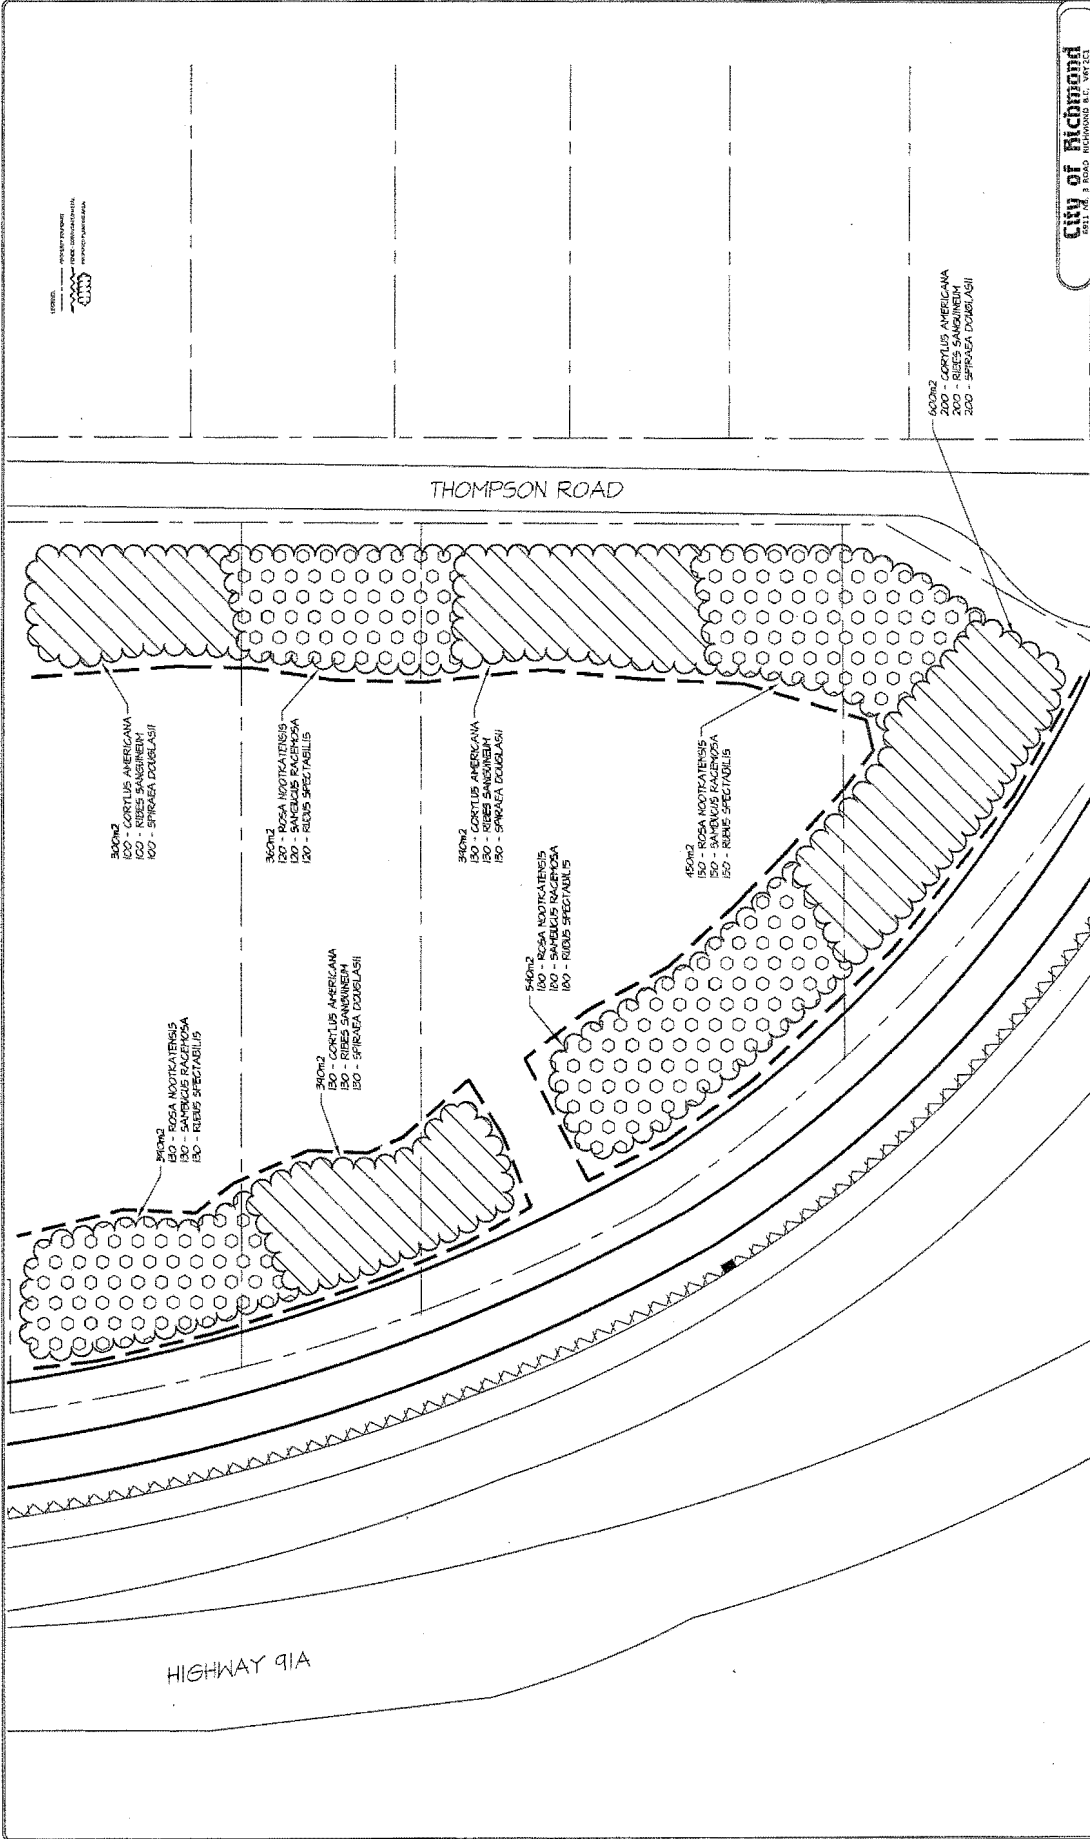 City of Richmond
6911 No. 3 ROAD RICHMOND B.C. V6Y 2C1
LEGEND:
THOMPSON ROAD
600m2
200 - CORYLUS AMERICANA
200 - RIBES SANGUINEUM
200 - SPIRAEA DOUGLASII
300m2
100 - CORYLUS AMERICANA
100 - RIBES SANGUINEUM
100 - SPIRAEA DOUGLASII
360m2
120 - ROSA NOOTKATENSIS
120 - SAMBUCUS RACEMOSA
120 - RUBUS SPECTABILIS
390m2
130 - CORYLUS AMERICANA
130 - RIBES SANGUINEUM
130 - SPIRAEA DOUGLASII
450m2
150 - ROSA NOOTKATENSIS
150 - SAMBUCUS RACEMOSA
150 - RUBUS SPECTABILIS
540m2
180 - ROSA NOOTKATENSIS
180 - SAMBUCUS RACEMOSA
180 - RUBUS SPECTABILIS
390m2
130 - ROSA NOOTKATENSIS
130 - SAMBUCUS RACEMOSA
130 - RUBUS SPECTABILIS
390m2
130 - CORYLUS AMERICANA
130 - RIBES SANGUINEUM
130 - SPIRAEA DOUGLASII
HIGHWAY 91A